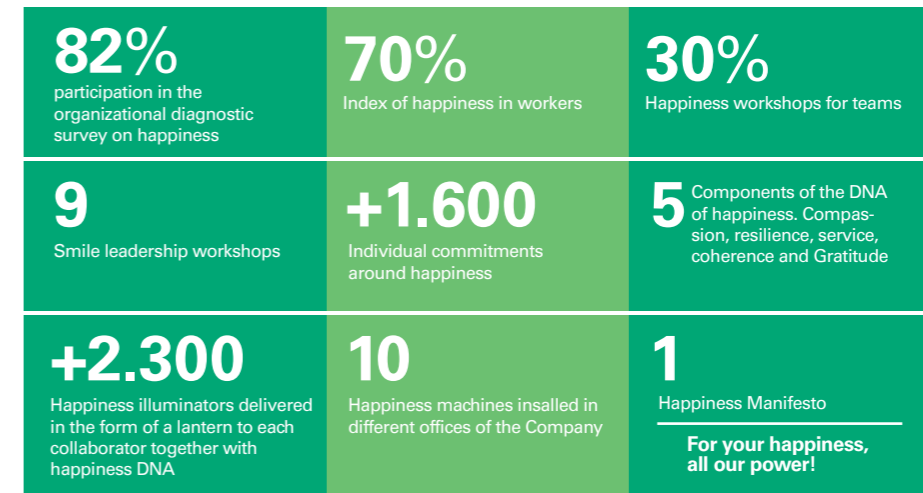 82%
participation in the
organizational diagnostic
survey on happiness
70%
Index of happiness in workers
30%
Happiness workshops for teams
9
Smile leadership workshops
+1.600
Individual commitments
around happiness
5
Components of the DNA
of happiness. Compas-
sion, resilience, service,
coherence and Gratitude
+2.300
Happiness illuminators delivered
in the form of a lantern to each
collaborator together with
happiness DNA
10
Happiness machines insalled in
different offices of the Company
1
Happiness Manifesto
For your happiness,
all our power!